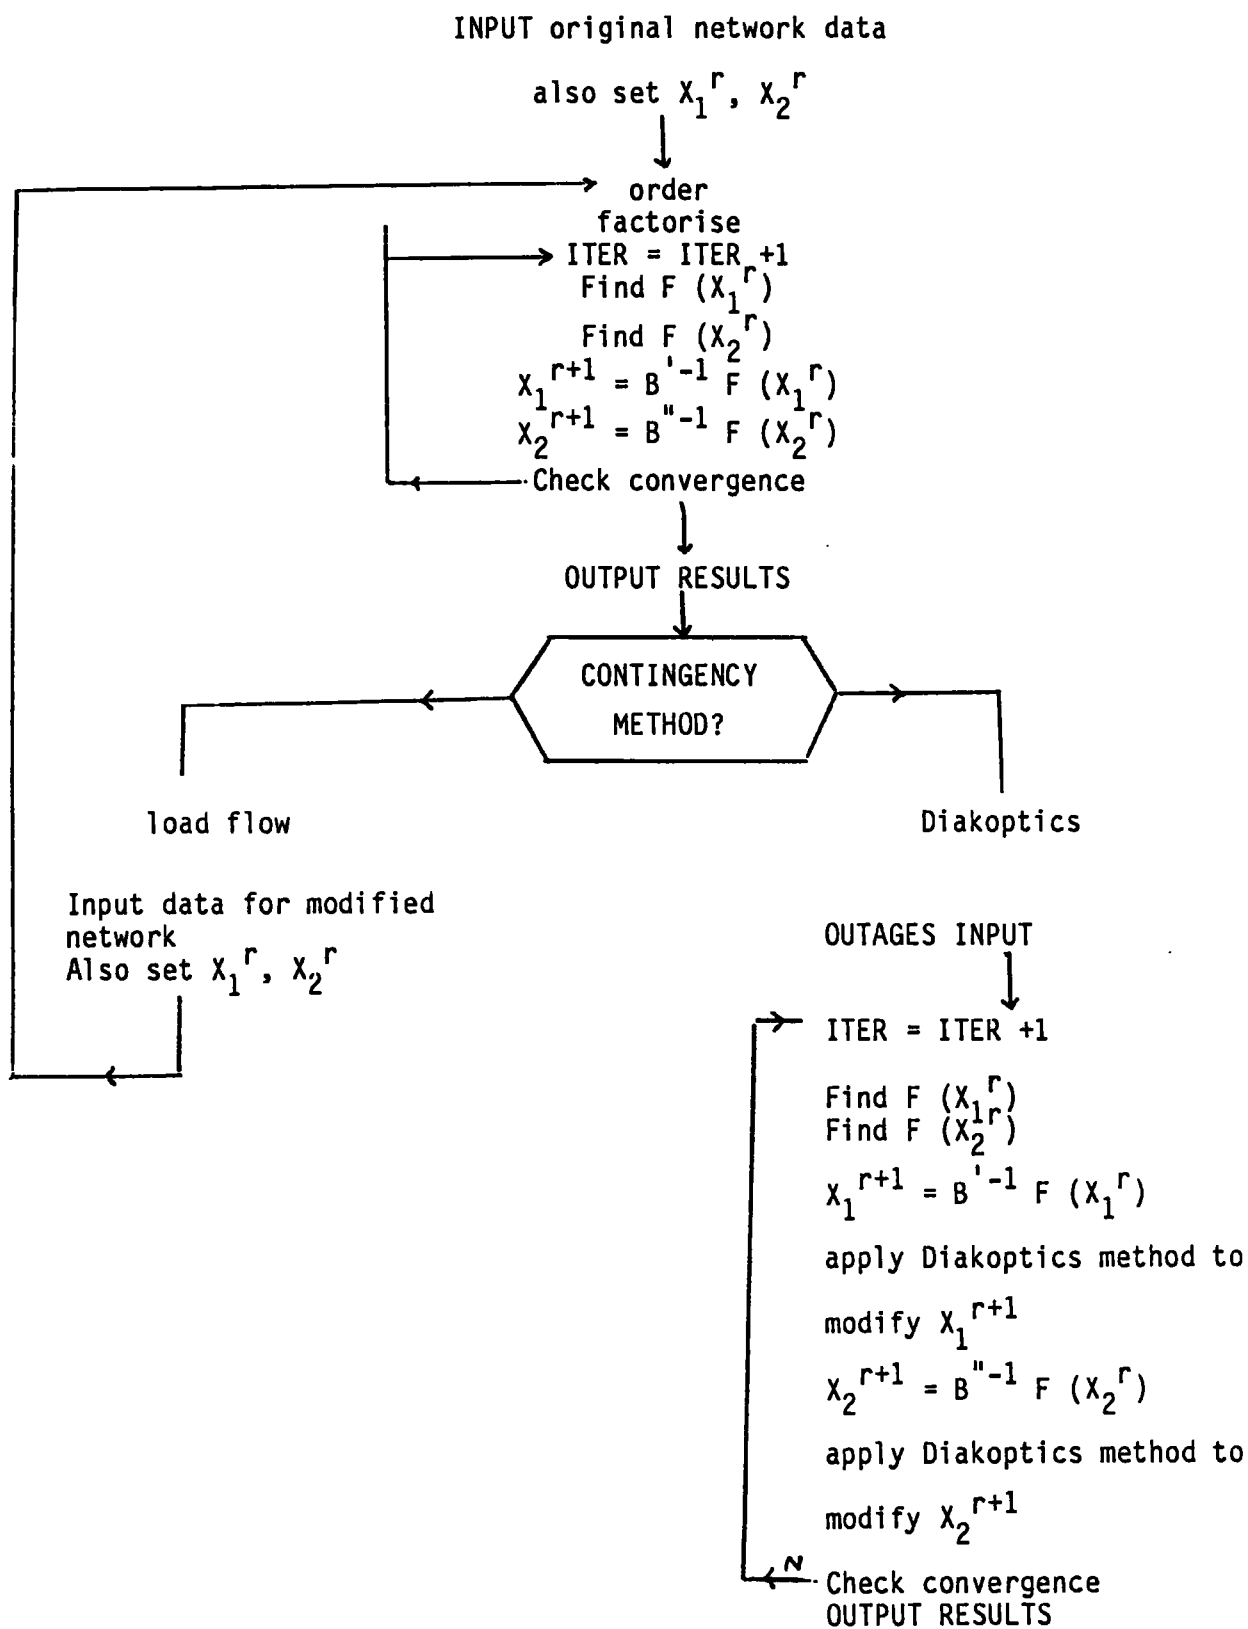 INPUT original network data
also set X₁ʳ, X₂ʳ
order
factorise
ITER = ITER +1
Find F (X₁ʳ)
Find F (X₂ʳ)
X₁ʳ⁺¹ = B'⁻¹ F (X₁ʳ)
X₂ʳ⁺¹ = B"⁻¹ F (X₂ʳ)
Check convergence
OUTPUT RESULTS
CONTINGENCY
METHOD?
load flow
Input data for modified
network
Also set X₁ʳ, X₂ʳ
Diakoptics
OUTAGES INPUT
ITER = ITER +1
Find F (X₁ʳ)
Find F (X₂ʳ)
X₁ʳ⁺¹ = B'⁻¹ F (X₁ʳ)
apply Diakoptics method to
modify X₁ʳ⁺¹
X₂ʳ⁺¹ = B"⁻¹ F (X₂ʳ)
apply Diakoptics method to
modify X₂ʳ⁺¹
N
Check convergence
OUTPUT RESULTS